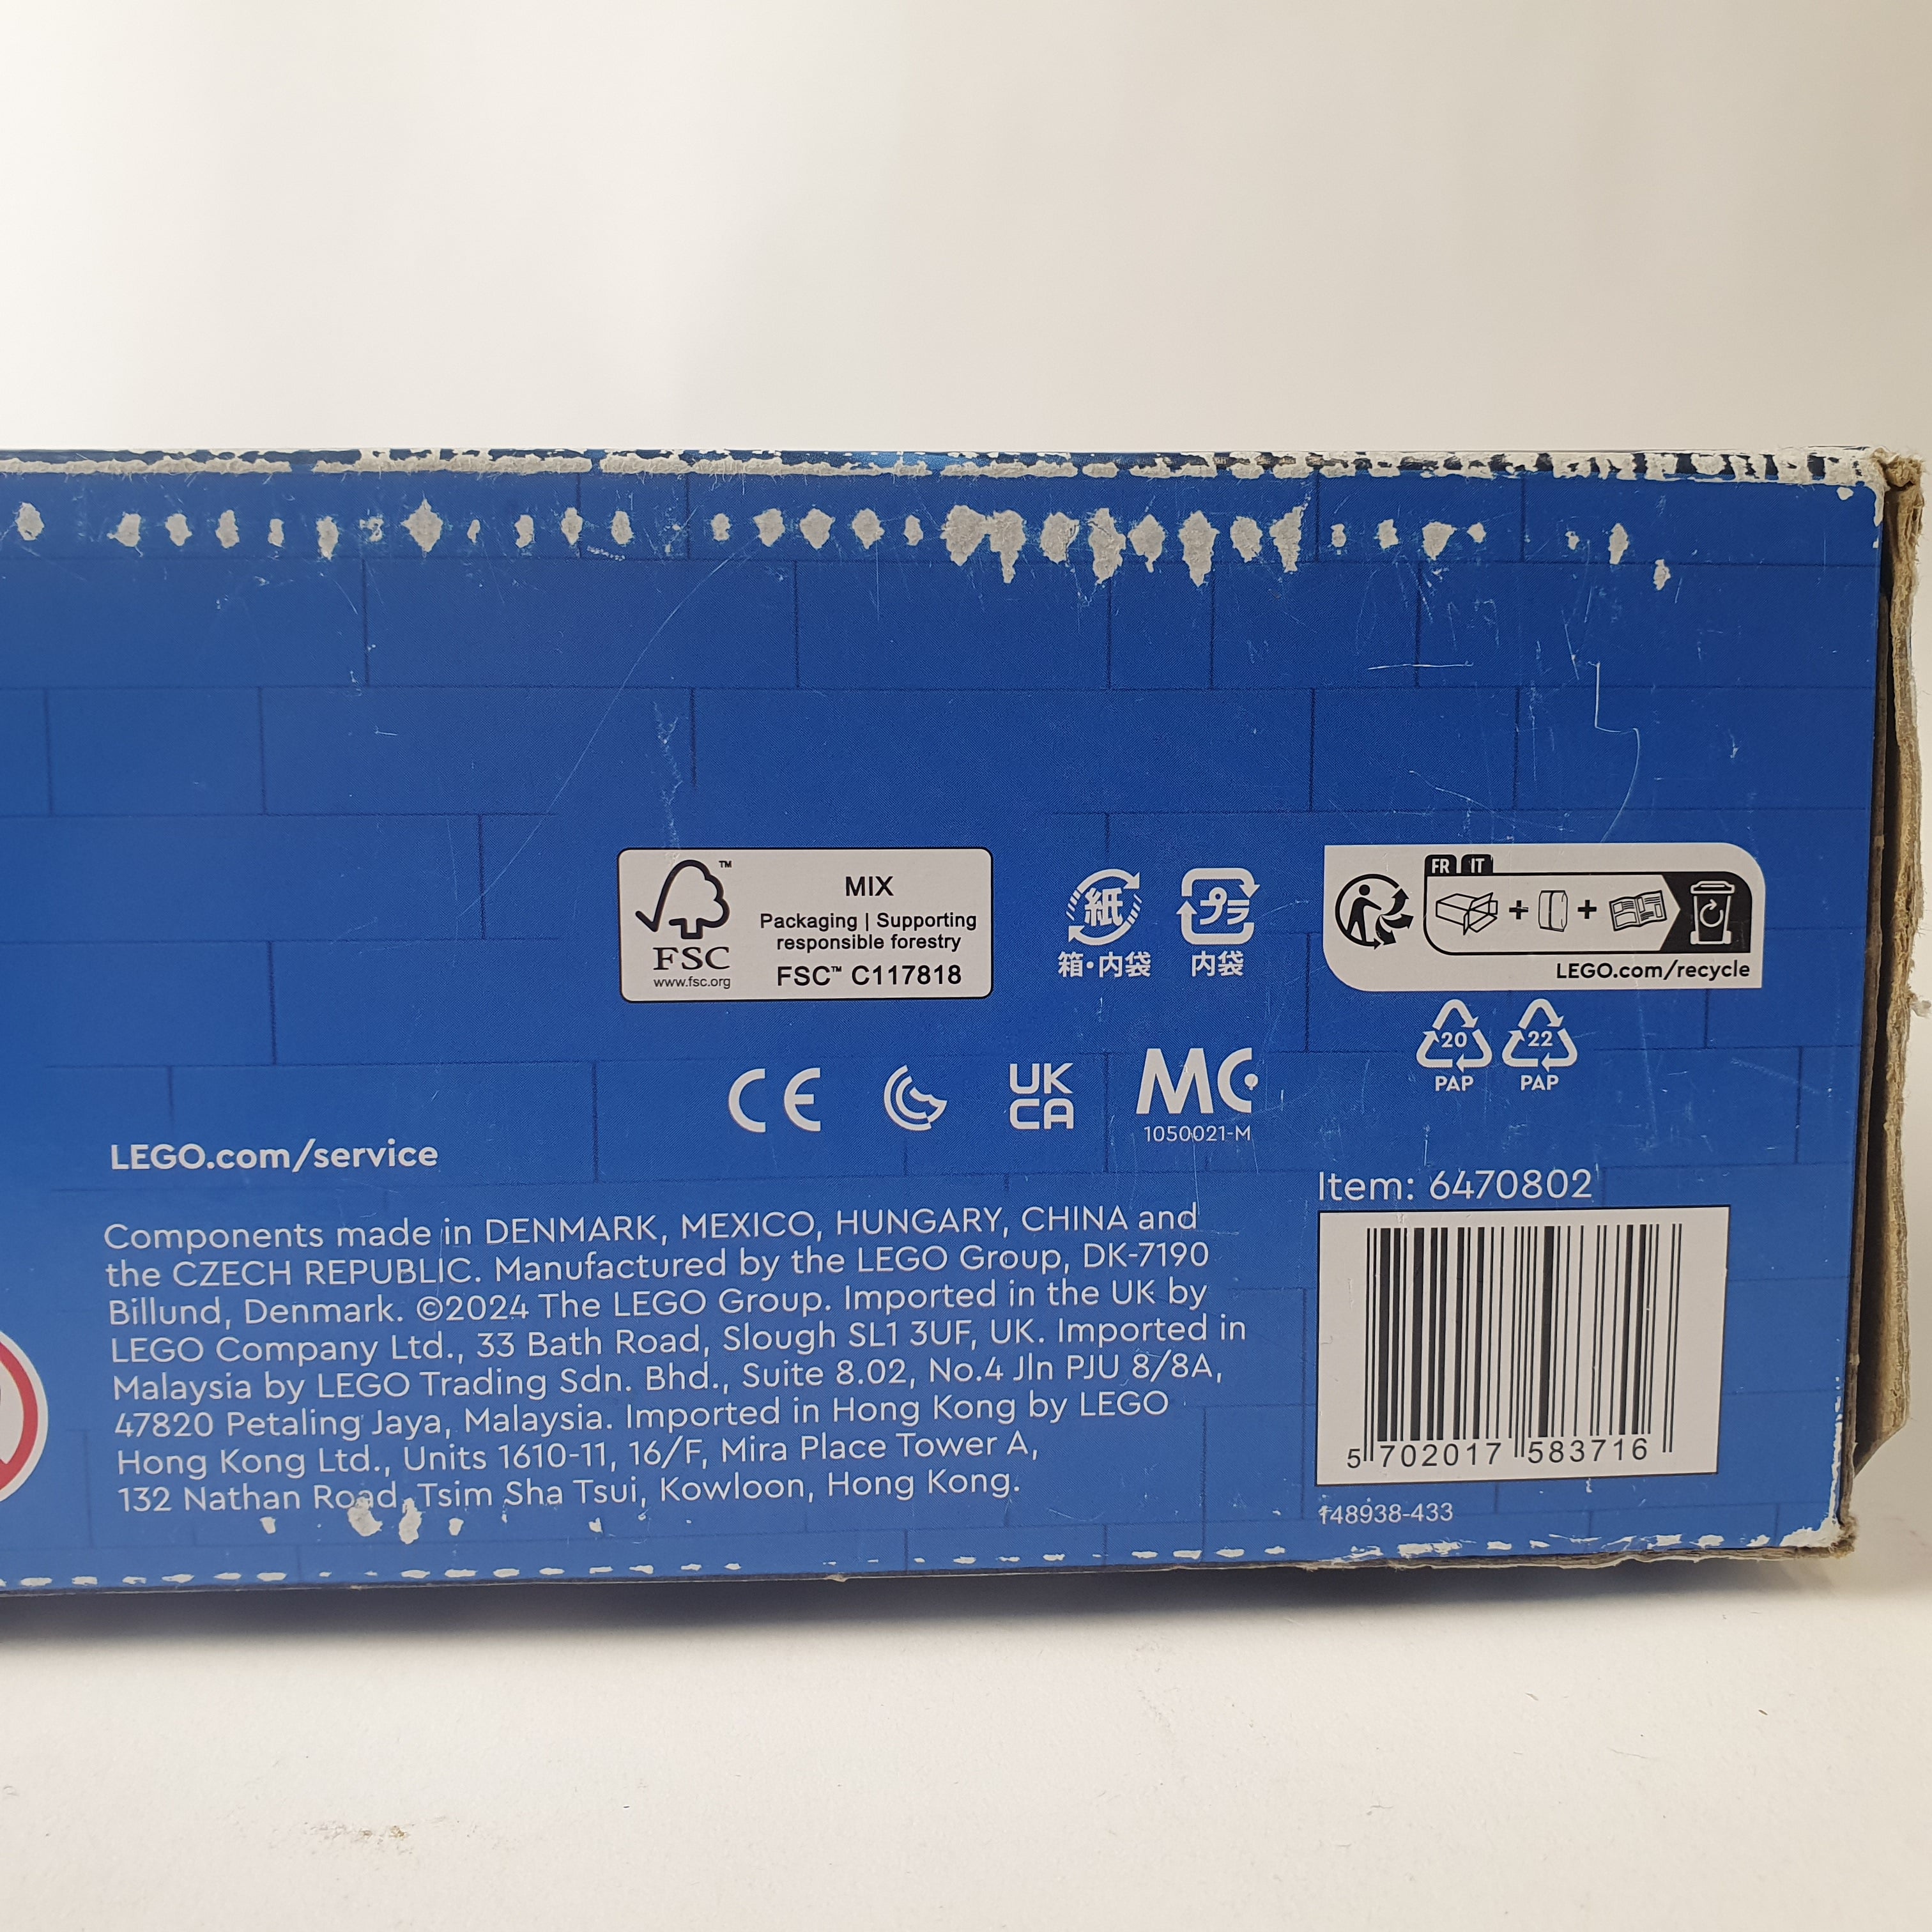 MIX
Packaging | Supporting
responsible forestry
FSC™ C117818
™
FSC
www.fsc.org
紙
箱・内袋
プラ
内袋
FR IT
LEGO.com/recycle
20
PAP
22
PAP
CE
UK
CA
MC
1050021-M
LEGO.com/service
Components made in DENMARK, MEXICO, HUNGARY, CHINA and
the CZECH REPUBLIC. Manufactured by the LEGO Group, DK-7190
Billund, Denmark. ©2024 The LEGO Group. Imported in the UK by
LEGO Company Ltd., 33 Bath Road, Slough SL1 3UF, UK. Imported in
Malaysia by LEGO Trading Sdn. Bhd., Suite 8.02, No.4 Jln PJU 8/8A,
47820 Petaling Jaya, Malaysia. Imported in Hong Kong by LEGO
Hong Kong Ltd., Units 1610-11, 16/F, Mira Place Tower A,
132 Nathan Road, Tsim Sha Tsui, Kowloon, Hong Kong.
Item: 6470802
5 702017 583716
148938-433